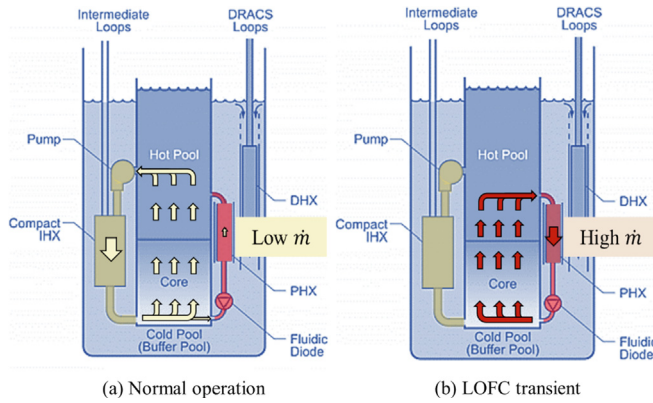 Intermediate
Loops
DRACS
Loops
Pump
Hot Pool
Compact
IHX
DHX
Low ṁ
Core
PHX
Cold Pool
(Buffer Pool)
Fluidic
Diode
(a) Normal operation
Intermediate
Loops
DRACS
Loops
Pump
Hot Pool
Compact
IHX
DHX
High ṁ
Core
PHX
Cold Pool
(Buffer Pool)
Fluidic
Diode
(b) LOFC transient